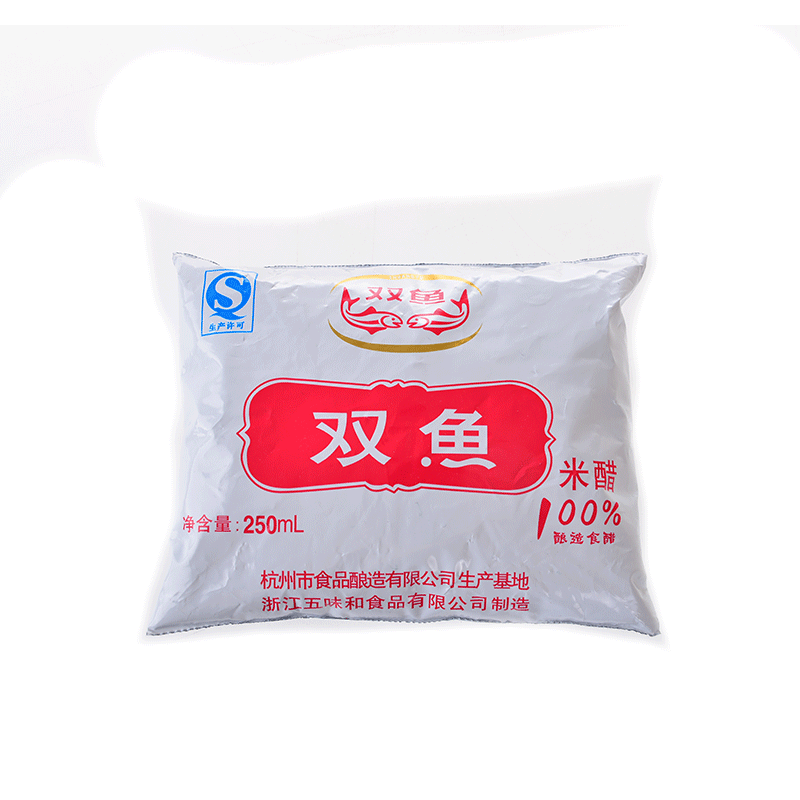 双鱼
生产许可
双鱼
米醋
100%
酿造食醋
净含量:250mL
杭州市食品酿造有限公司生产基地
浙江五味和食品有限公司制造